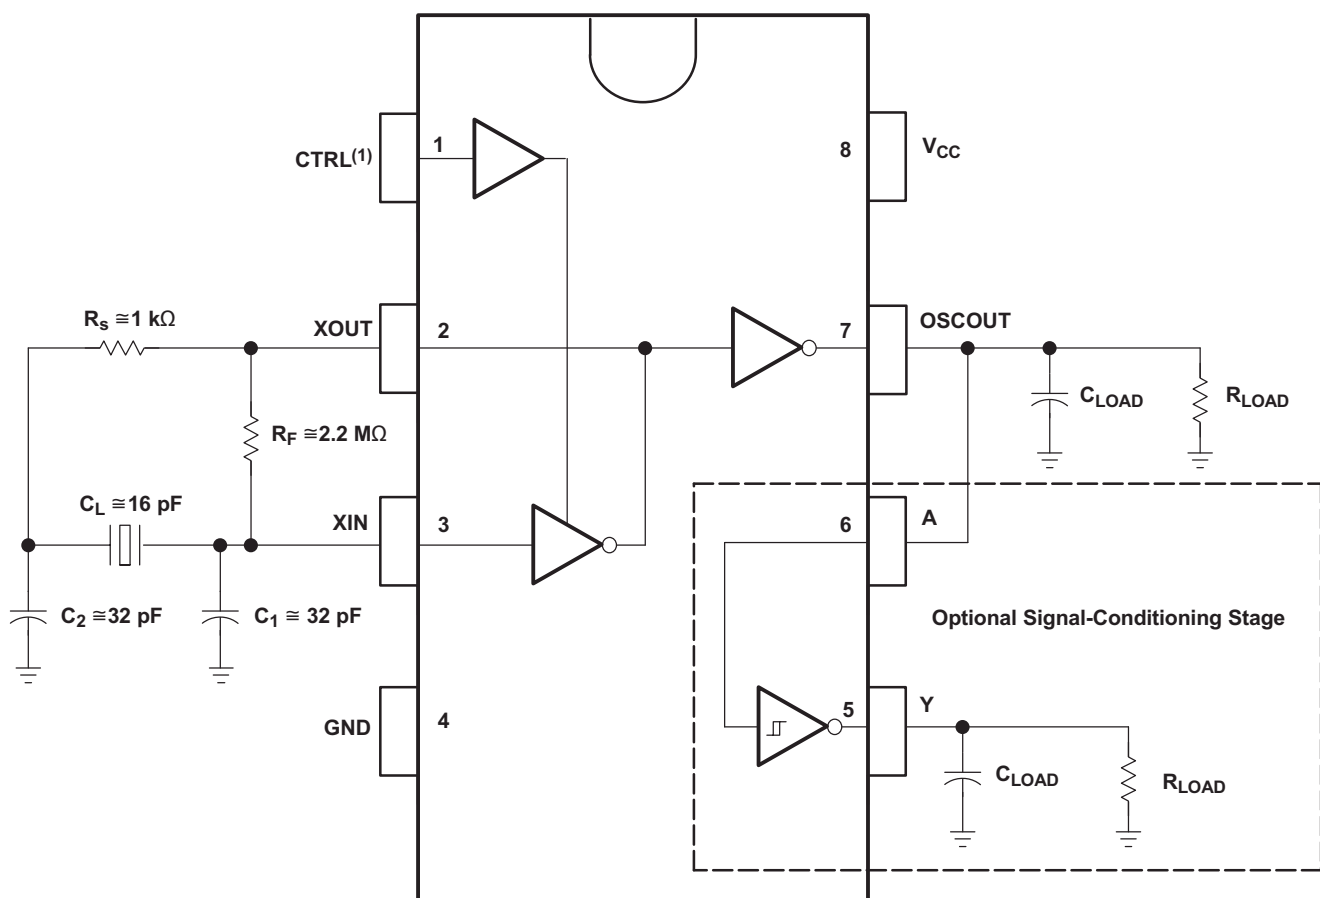 CTRL(1)
1
8
VCC
Rs ≅1 kΩ
XOUT
2
7
OSCOUT
RF ≅2.2 MΩ
CLOAD
RLOAD
CL ≅16 pF
XIN
3
6
A
C2 ≅32 pF
C1 ≅ 32 pF
Optional Signal-Conditioning Stage
GND
4
5
Y
CLOAD
RLOAD